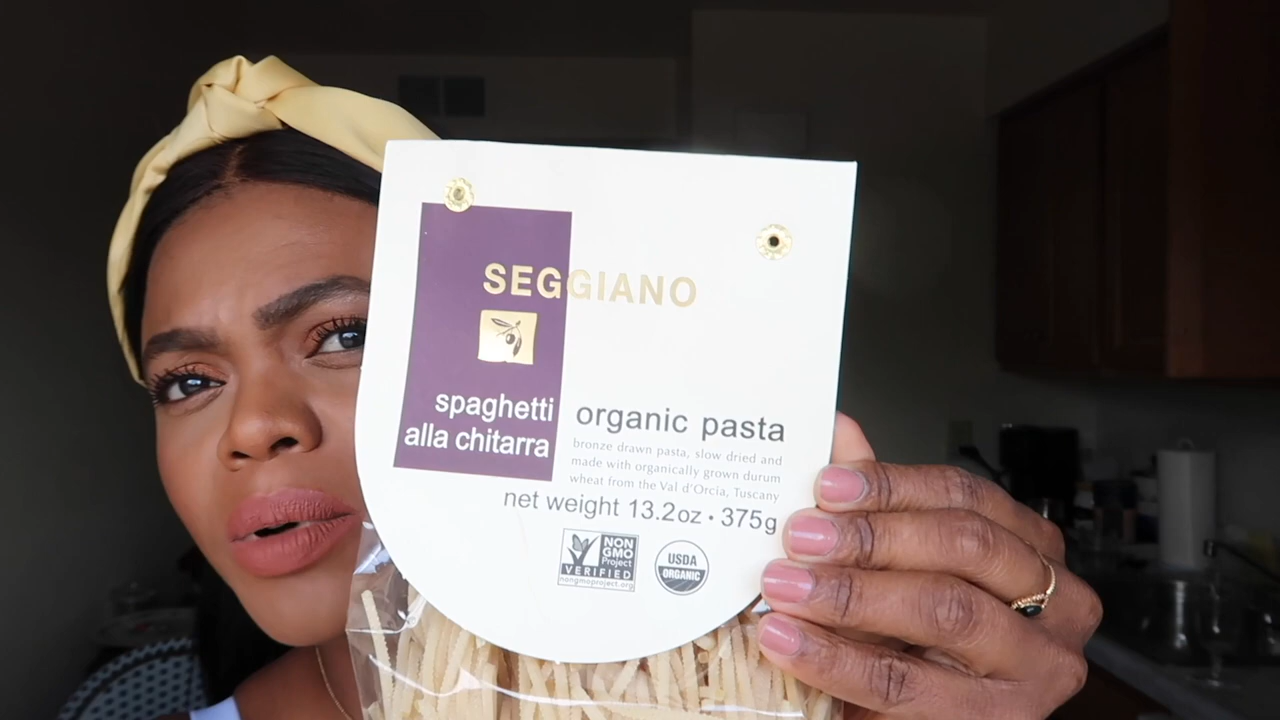 SEGGIANO
spaghetti
alla chitarra
organic pasta
bronze drawn pasta, slow dried and
made with organically grown durum
wheat from the Val d'Orcia, Tuscany
net weight 13.2oz • 375g
NON
GMO
Project
VERIFIED
nongmoproject.org
USDA
ORGANIC